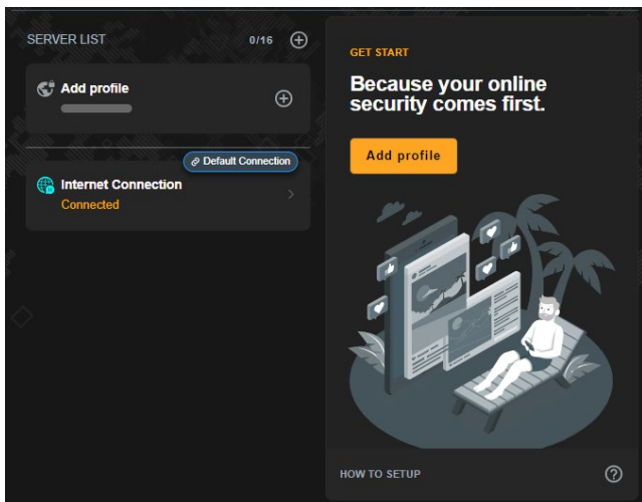 SERVER LIST
0/16
Add profile
Default Connection
Internet Connection
Connected
GET START
Because your online
security comes first.
Add profile
HOW TO SETUP